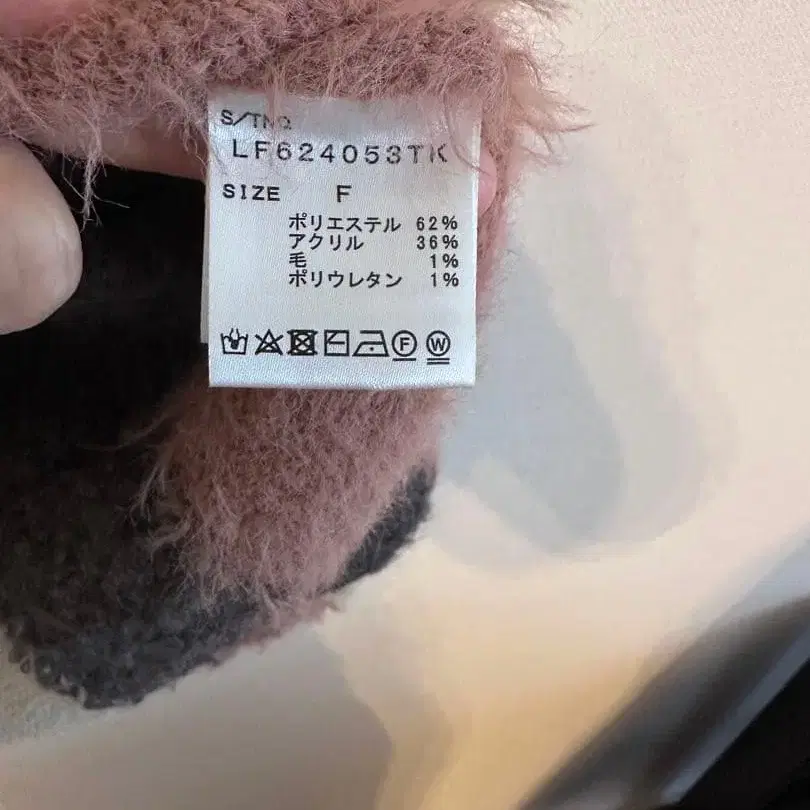 S/TNO
LF624053TK
SIZE F
ポリエステル 62%
アクリル 36%
毛 1%
ポリウレタン 1%
F W